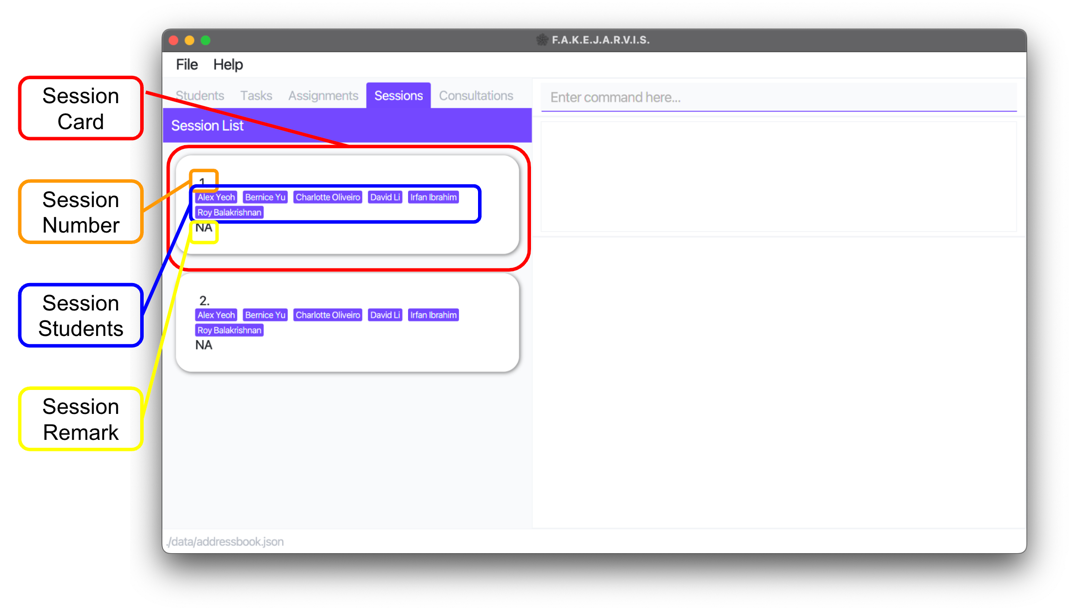 F.A.K.E.J.A.R.V.I.S.
File Help
Students Tasks Assignments Sessions Consultations
Enter command here...
Session List
Session
Card
Session
Number
Session
Students
Session
Remark
1.
Alex Yeoh Bernice Yu Charlotte Oliveiro David Li Irfan Ibrahim
Roy Balakrishnan
NA
2.
Alex Yeoh Bernice Yu Charlotte Oliveiro David Li Irfan Ibrahim
Roy Balakrishnan
NA
./data/addressbook.json